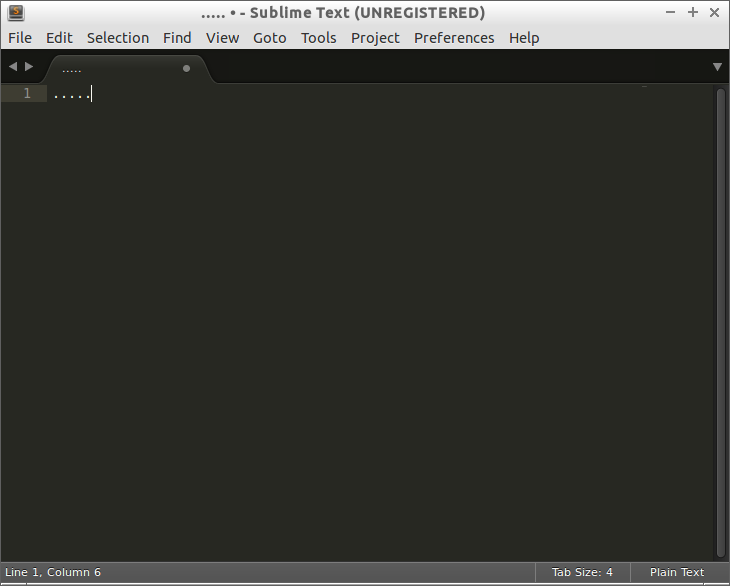 ..... • - Sublime Text (UNREGISTERED)
File Edit Selection Find View Goto Tools Project Preferences Help
.....
1 .....
Line 1, Column 6 Tab Size: 4 Plain Text